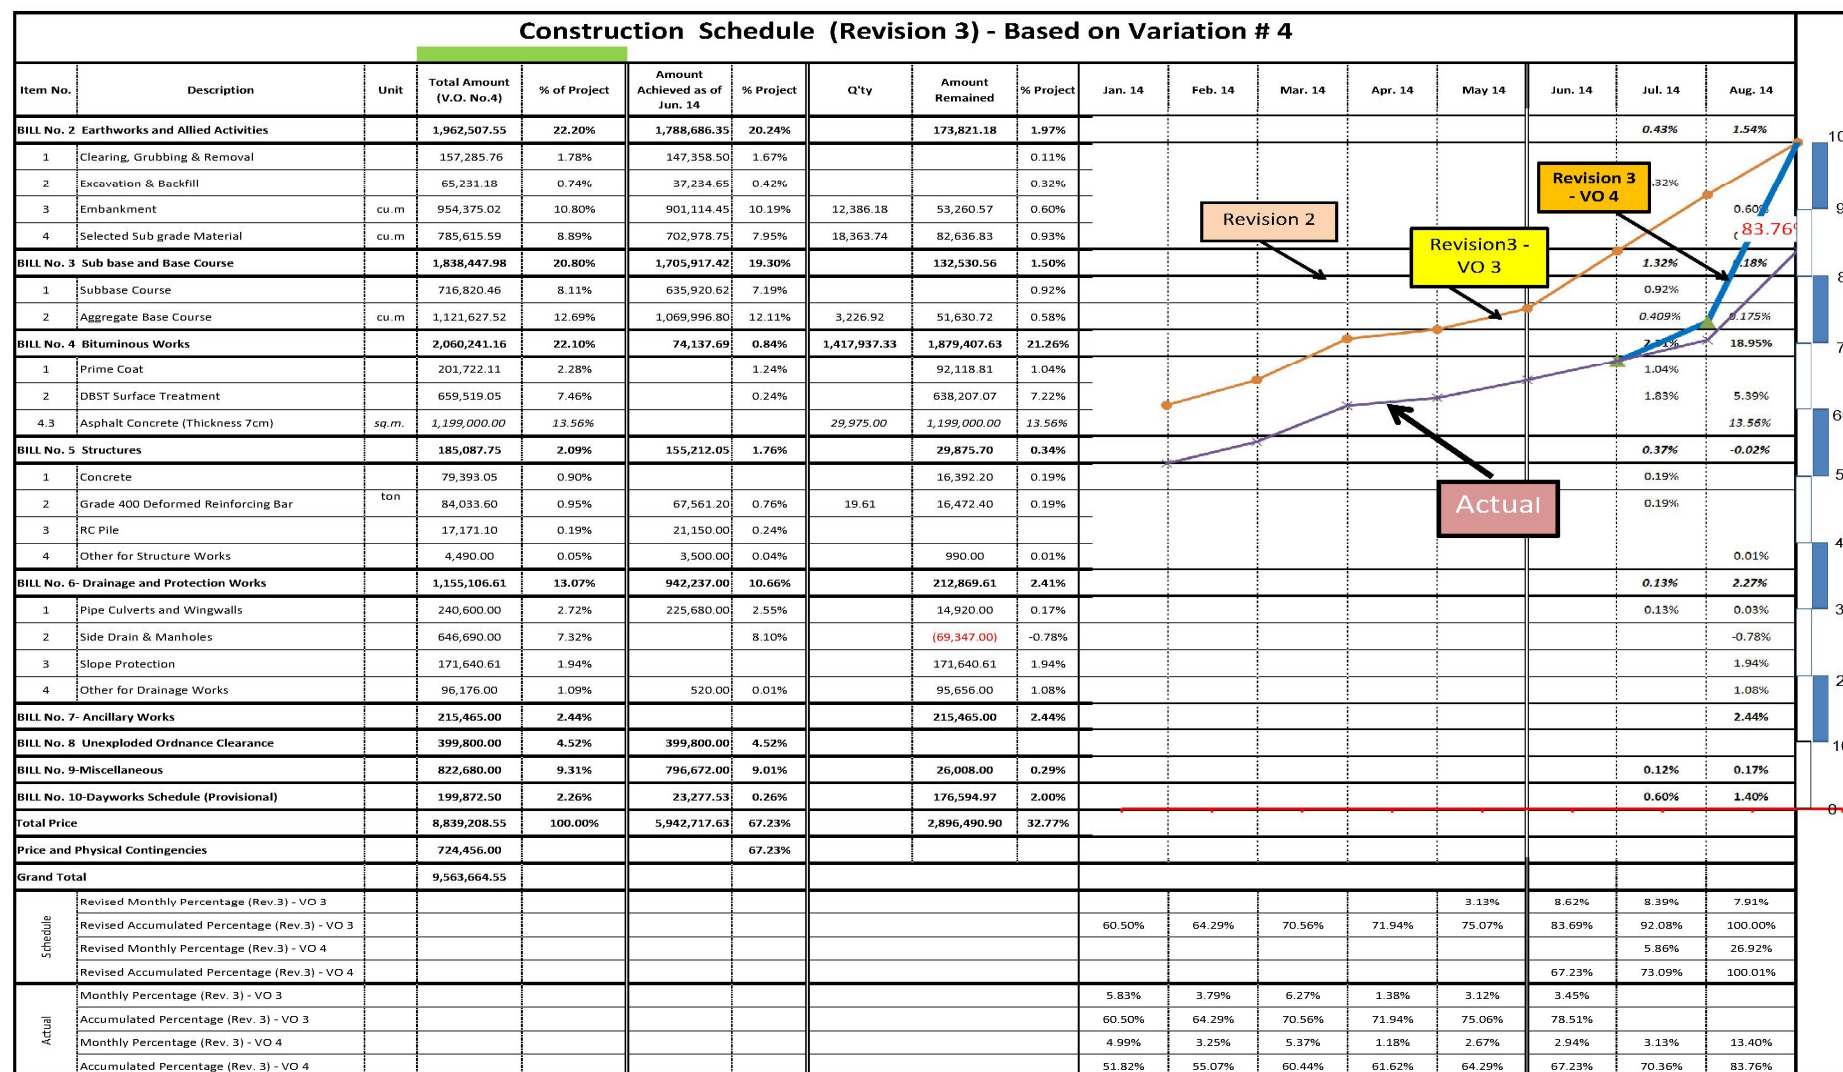 Construction Schedule (Revision 3) - Based on Variation # 4
Item No. Description Unit Total Amount (V.O. No.4) % of Project Amount Achieved as of Jun. 14 % Project Q'ty Amount Remained % Project Jan. 14 Feb. 14 Mar. 14 Apr. 14 May 14 Jun. 14 Jul. 14 Aug. 14
BILL No. 2 Earthworks and Allied Activities 1,962,507.55 22.20% 1,788,686.35 20.24% 173,821.18 1.97% 0.43% 1.54%
1 Clearing, Grubbing & Removal 157,285.76 1.78% 147,358.50 1.67% 0.11%
2 Excavation & Backfill 65,231.18 0.74% 37,234.65 0.42% 0.32% .32%
3 Embankment cu.m 954,375.02 10.80% 901,114.45 10.19% 12,386.18 53,260.57 0.60% 0.60%
4 Selected Sub grade Material cu.m 785,615.59 8.89% 702,978.75 7.95% 18,363.74 82,636.83 0.93%
Revision 2
Revision3 - VO 3
Revision 3 - VO 4
83.76%
BILL No. 3 Sub base and Base Course 1,838,447.98 20.80% 1,705,917.42 19.30% 132,530.56 1.50% 1.32% .18%
1 Subbase Course 716,820.46 8.11% 635,920.62 7.19% 0.92% 0.92%
2 Aggregate Base Course cu.m 1,121,627.52 12.69% 1,069,996.80 12.11% 3,226.92 51,630.72 0.58% 0.409% 0.175%
BILL No. 4 Bituminous Works 2,060,241.16 22.10% 74,137.69 0.84% 1,417,937.33 1,879,407.63 21.26% 18.95%
1 Prime Coat 201,722.11 2.28% 1.24% 92,118.81 1.04% 1.04%
2 DBST Surface Treatment 659,519.05 7.46% 0.24% 638,207.07 7.22% 1.83% 5.39%
4.3 Asphalt Concrete (Thickness 7cm) sq.m. 1,199,000.00 13.56% 29,975.00 1,199,000.00 13.56% 13.56%
BILL No. 5 Structures 185,087.75 2.09% 155,212.05 1.76% 29,875.70 0.34% 0.37% -0.02%
1 Concrete 79,393.05 0.90% 16,392.20 0.19% 0.19%
2 Grade 400 Deformed Reinforcing Bar ton 84,033.60 0.95% 67,561.20 0.76% 19.61 16,472.40 0.19% 0.19%
Actual
3 RC Pile 17,171.10 0.19% 21,150.00 0.24%
4 Other for Structure Works 4,490.00 0.05% 3,500.00 0.04% 990.00 0.01% 0.01%
BILL No. 6- Drainage and Protection Works 1,155,106.61 13.07% 942,237.00 10.66% 212,869.61 2.41% 0.13% 2.27%
1 Pipe Culverts and Wingwalls 240,600.00 2.72% 225,680.00 2.55% 14,920.00 0.17% 0.13% 0.03%
2 Side Drain & Manholes 646,690.00 7.32% 8.10% (69,347.00) -0.78% -0.78%
3 Slope Protection 171,640.61 1.94% 171,640.61 1.94% 1.94%
4 Other for Drainage Works 96,176.00 1.09% 520.00 0.01% 95,656.00 1.08% 1.08%
BILL No. 7- Ancillary Works 215,465.00 2.44% 215,465.00 2.44% 2.44%
BILL No. 8 Unexploded Ordnance Clearance 399,800.00 4.52% 399,800.00 4.52%
BILL No. 9-Miscellaneous 822,680.00 9.31% 796,672.00 9.01% 26,008.00 0.29% 0.12% 0.17%
BILL No. 10-Dayworks Schedule (Provisional) 199,872.50 2.26% 23,277.53 0.26% 176,594.97 2.00% 0.60% 1.40%
Total Price 8,839,208.55 100.00% 5,942,717.63 67.23% 2,896,490.90 32.77%
Price and Physical Contingencies 724,456.00 67.23%
Grand Total 9,563,664.55
Schedule
Revised Monthly Percentage (Rev.3) - VO 3 3.13% 8.62% 8.39% 7.91%
Revised Accumulated Percentage (Rev.3) - VO 3 60.50% 64.29% 70.56% 71.94% 75.07% 83.69% 92.08% 100.00%
Revised Monthly Percentage (Rev.3) - VO 4 5.86% 26.92%
Revised Accumulated Percentage (Rev.3) - VO 4 67.23% 73.09% 100.01%
Actual
Monthly Percentage (Rev. 3) - VO 3 5.83% 3.79% 6.27% 1.38% 3.12% 3.45%
Accumulated Percentage (Rev. 3) - VO 3 60.50% 64.29% 70.56% 71.94% 75.06% 78.51%
Monthly Percentage (Rev. 3) - VO 4 4.99% 3.25% 5.37% 1.18% 2.67% 2.94% 3.13% 13.40%
Accumulated Percentage (Rev. 3) - VO 4 51.82% 55.07% 60.44% 61.62% 64.29% 67.23% 70.36% 83.76%